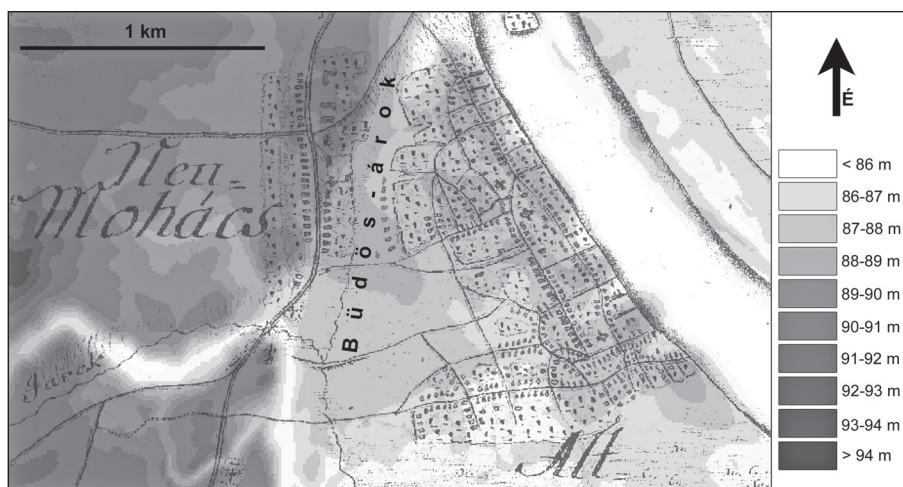 1 km
Neu-
Mohács
Büdös-árok
Alt
É
< 86 m
86-87 m
87-88 m
88-89 m
89-90 m
90-91 m
91-92 m
92-93 m
93-94 m
> 94 m